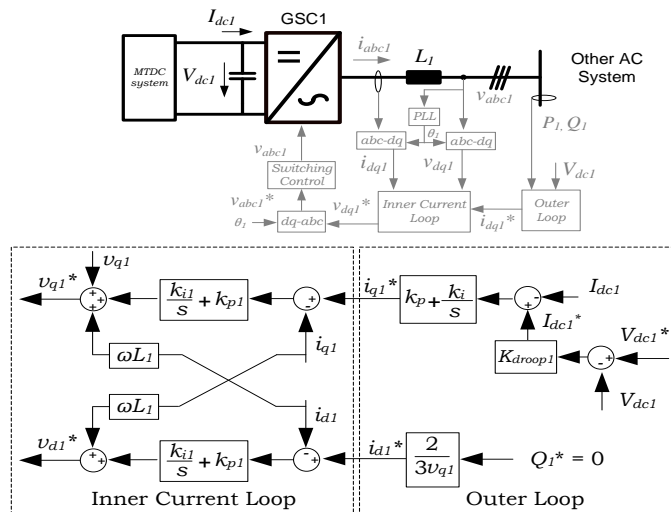 I_dc1
GSC1
MTDC
system
V_dc1
i_abc1
L_1
v_abc1
Other AC
System
PLL
θ_1
abc-dq
abc-dq
P_1, Q_1
v_abc1
i_dq1
v_dq1
V_dc1
Switching
Control
v_abc1*
v_dq1*
Inner Current
Loop
i_dq1*
Outer
Loop
θ_1
dq-abc
v_q1
v_q1*
+
+
+
k_i1/s + k_p1
-
i_q1*
k_p + k_i/s
+
-
I_dc1
I_dc1*
V_dc1*
K_droop1
-
V_dc1
ωL_1
i_q1
ωL_1
i_d1
v_d1*
+
+
k_i1/s + k_p1
-
i_d1*
2/3v_q1
Q_1* = 0
Inner Current Loop
Outer Loop